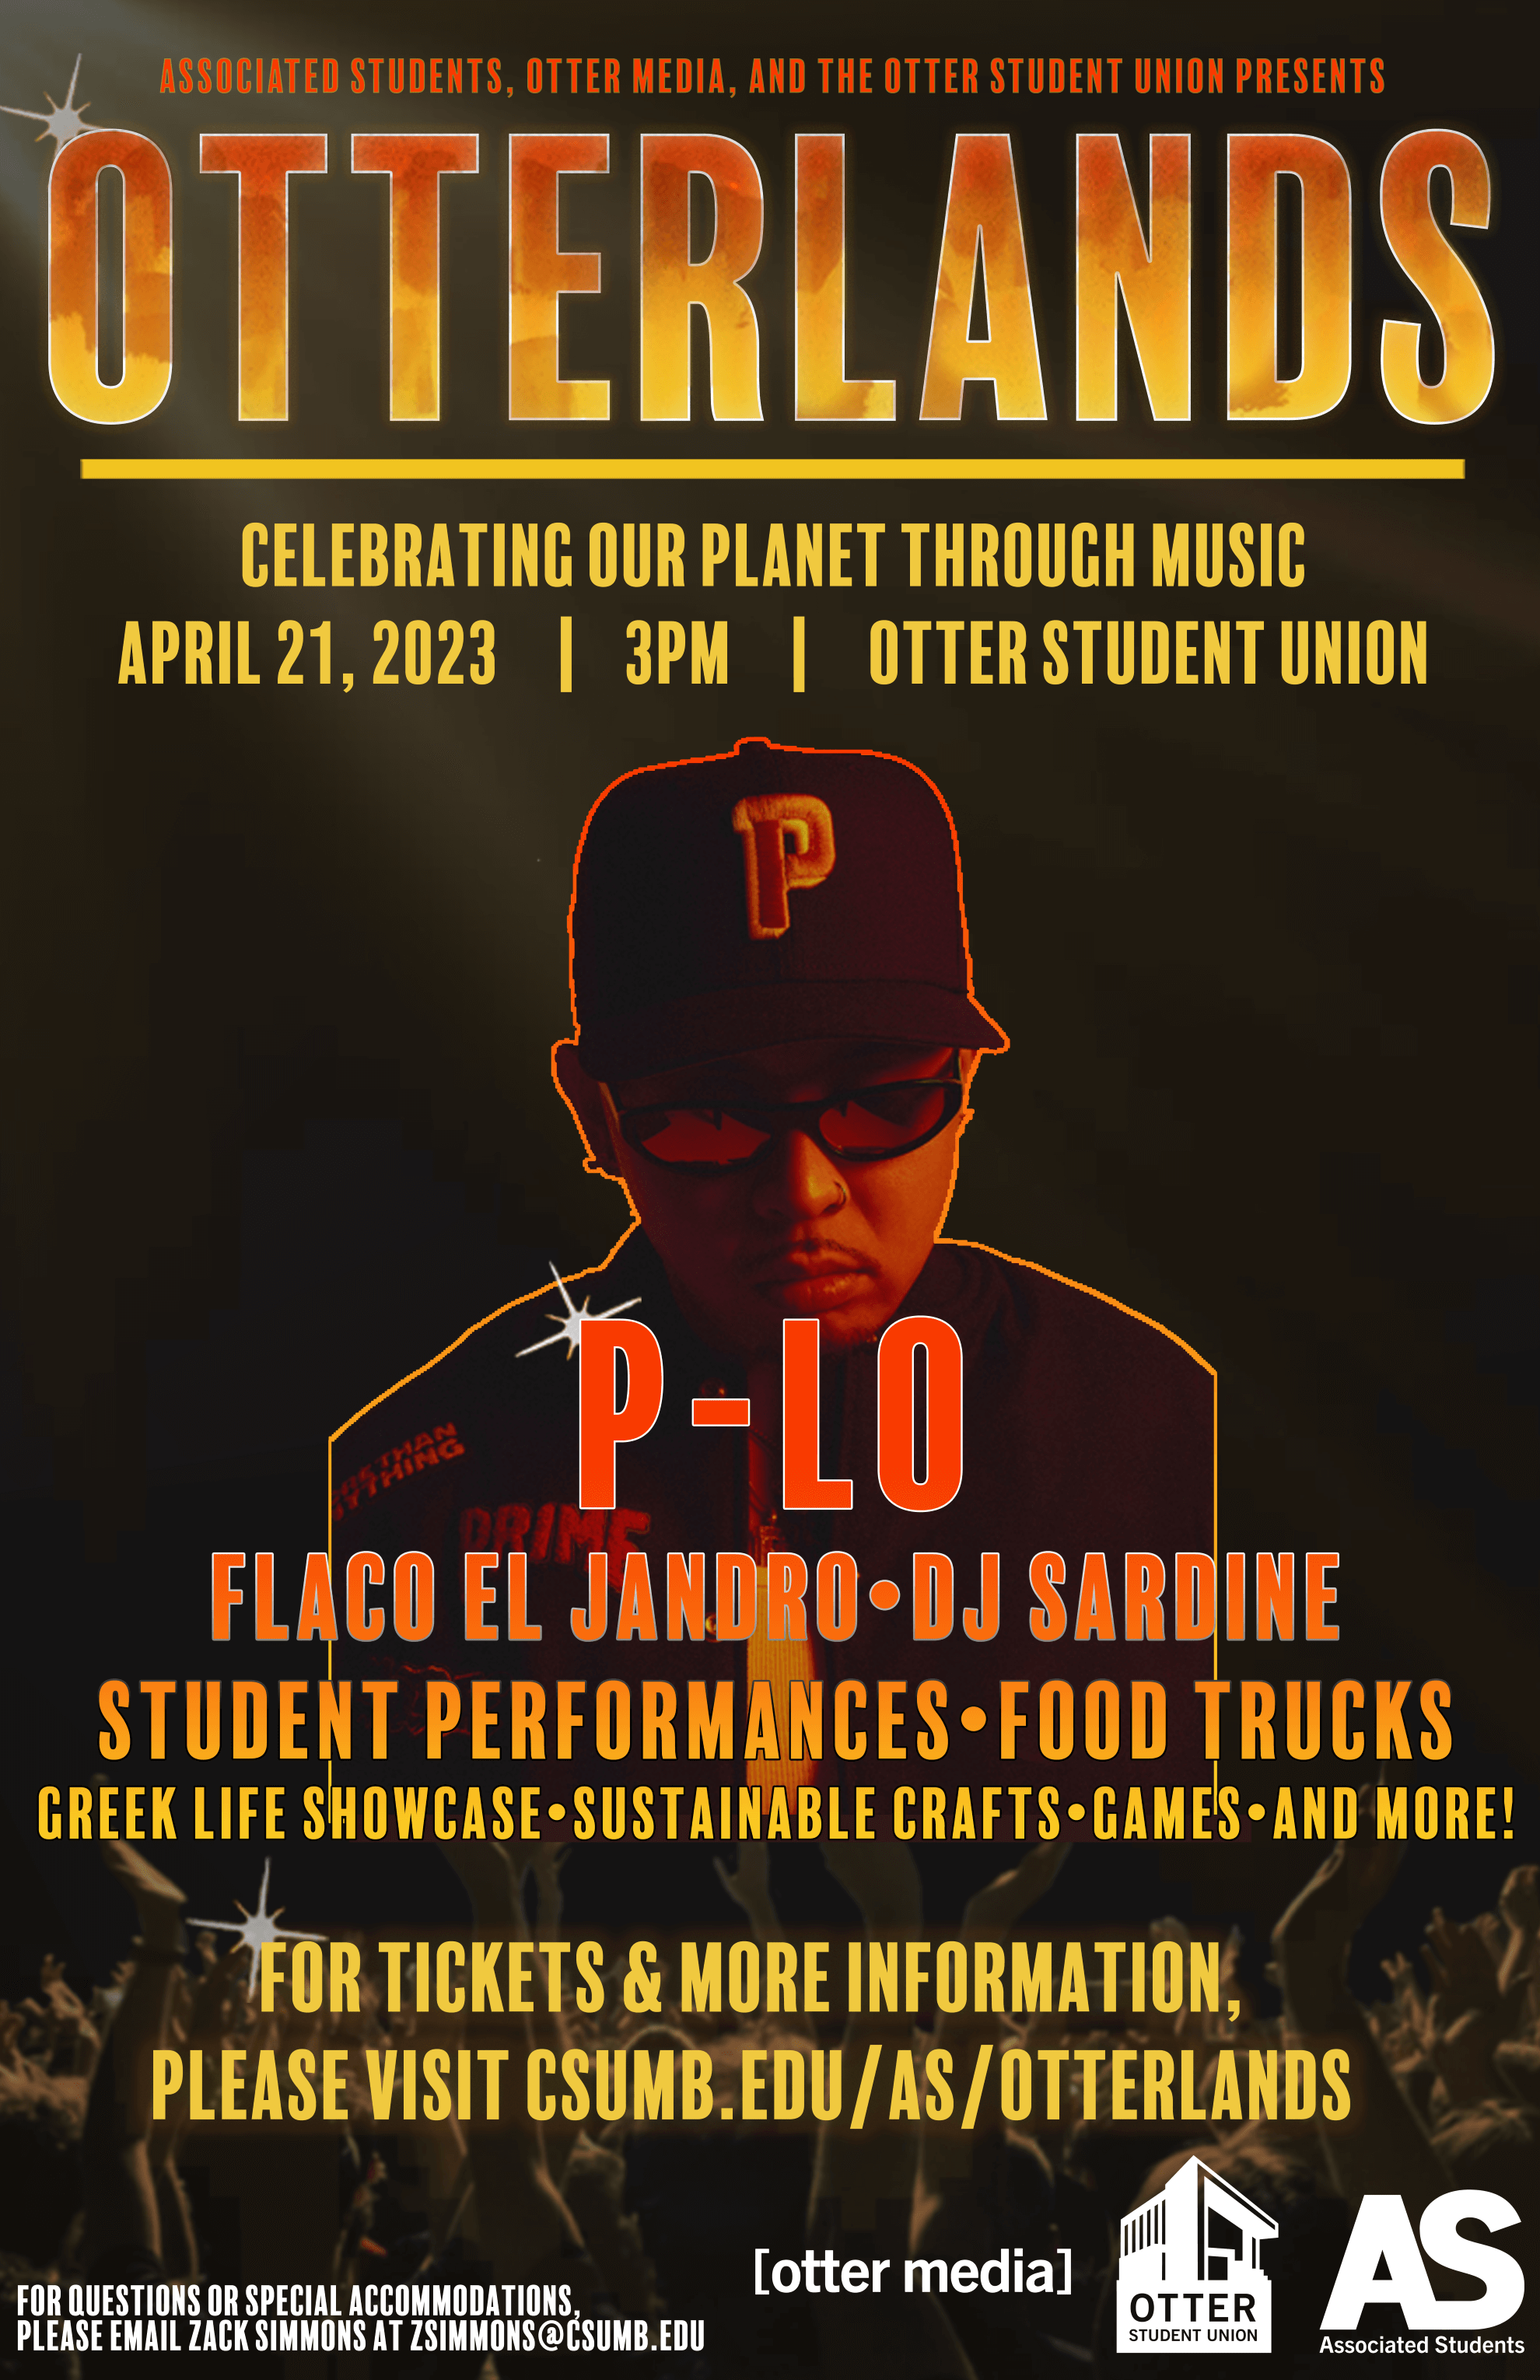 ASSOCIATED STUDENTS, OTTER MEDIA, AND THE OTTER STUDENT UNION PRESENTS
OTTERLANDS
CELEBRATING OUR PLANET THROUGH MUSIC
APRIL 21, 2023 | 3PM | OTTER STUDENT UNION
P
P-LO
THAN
THING
PRIME
FLACO EL JANDRO•DJ SARDINE
STUDENT PERFORMANCES•FOOD TRUCKS
GREEK LIFE SHOWCASE•SUSTAINABLE CRAFTS•GAMES•AND MORE!
FOR TICKETS & MORE INFORMATION,
PLEASE VISIT CSUMB.EDU/AS/OTTERLANDS
[otter media]
OTTER
STUDENT UNION
AS
Associated Students
FOR QUESTIONS OR SPECIAL ACCOMMODATIONS,
PLEASE EMAIL ZACK SIMMONS AT ZSIMMONS@CSUMB.EDU